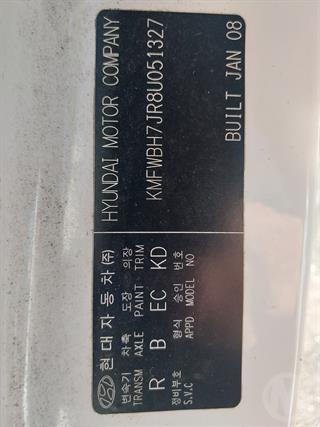 현대자동차(주) HYUNDAI MOTOR COMPANY
변속기 차축 도장 의장
TRANSM AXLE PAINT TRIM
R B EC KD
KMFWBH7JR8U051327
정비부호 형식 승인 번호
S.V.C APPD MODEL NO
BUILT JAN 08